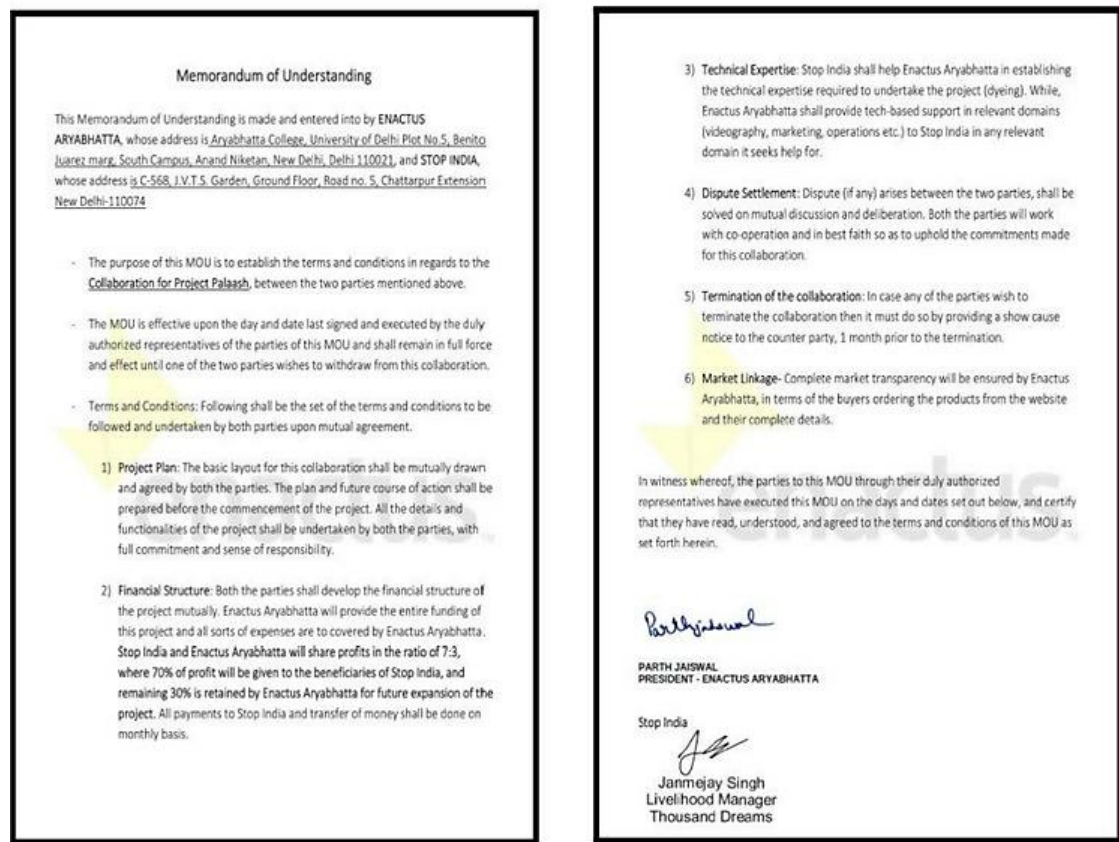 Memorandum of Understanding
This Memorandum of Understanding is made and entered into by ENACTUS
ARYABHATTA, whose address is Aryabhatta College, University of Delhi Plot No.5, Benito
Juarez marg, South Campus, Anand Niketan, New Delhi, Delhi 110021, and STOP INDIA,
whose address is C-568, J.V.T.S. Garden, Ground Floor, Road no. 5, Chattarpur Extension
New Delhi-110074
- The purpose of this MOU is to establish the terms and conditions in regards to the
Collaboration for Project Palaash, between the two parties mentioned above.
- The MOU is effective upon the day and date last signed and executed by the duly
authorized representatives of the parties of this MOU and shall remain in full force
and effect until one of the two parties wishes to withdraw from this collaboration.
- Terms and Conditions: Following shall be the set of the terms and conditions to be
followed and undertaken by both parties upon mutual agreement.
1) Project Plan: The basic layout for this collaboration shall be mutually drawn
and agreed by both the parties. The plan and future course of action shall be
prepared before the commencement of the project. All the details and
functionalities of the project shall be undertaken by both the parties, with
full commitment and sense of responsibility.
2) Financial Structure: Both the parties shall develop the financial structure of
the project mutually. Enactus Aryabhatta will provide the entire funding of
this project and all sorts of expenses are to covered by Enactus Aryabhatta.
Stop India and Enactus Aryabhatta will share profits in the ratio of 7:3,
where 70% of profit will be given to the beneficiaries of Stop India, and
remaining 30% is retained by Enactus Aryabhatta for future expansion of the
project. All payments to Stop India and transfer of money shall be done on
monthly basis.
enactus.
3) Technical Expertise: Stop India shall help Enactus Aryabhatta in establishing
the technical expertise required to undertake the project (dyeing). While,
Enactus Aryabhatta shall provide tech-based support in relevant domains
(videography, marketing, operations etc.) to Stop India in any relevant
domain it seeks help for.
4) Dispute Settlement: Dispute (if any) arises between the two parties, shall be
solved on mutual discussion and deliberation. Both the parties will work
with co-operation and in best faith so as to uphold the commitments made
for this collaboration.
5) Termination of the collaboration: In case any of the parties wish to
terminate the collaboration then it must do so by providing a show cause
notice to the counter party, 1 month prior to the termination.
6) Market Linkage- Complete market transparency will be ensured by Enactus
Aryabhatta, in terms of the buyers ordering the products from the website
and their complete details.
In witness whereof, the parties to this MOU through their duly authorized
representatives have executed this MOU on the days and dates set out below, and certify
that they have read, understood, and agreed to the terms and conditions of this MOU as
set forth herein.
enactus.
Parthjaiswal
PARTH JAISWAL
PRESIDENT - ENACTUS ARYABHATTA
Stop India
Janmejay Singh
Livelihood Manager
Thousand Dreams